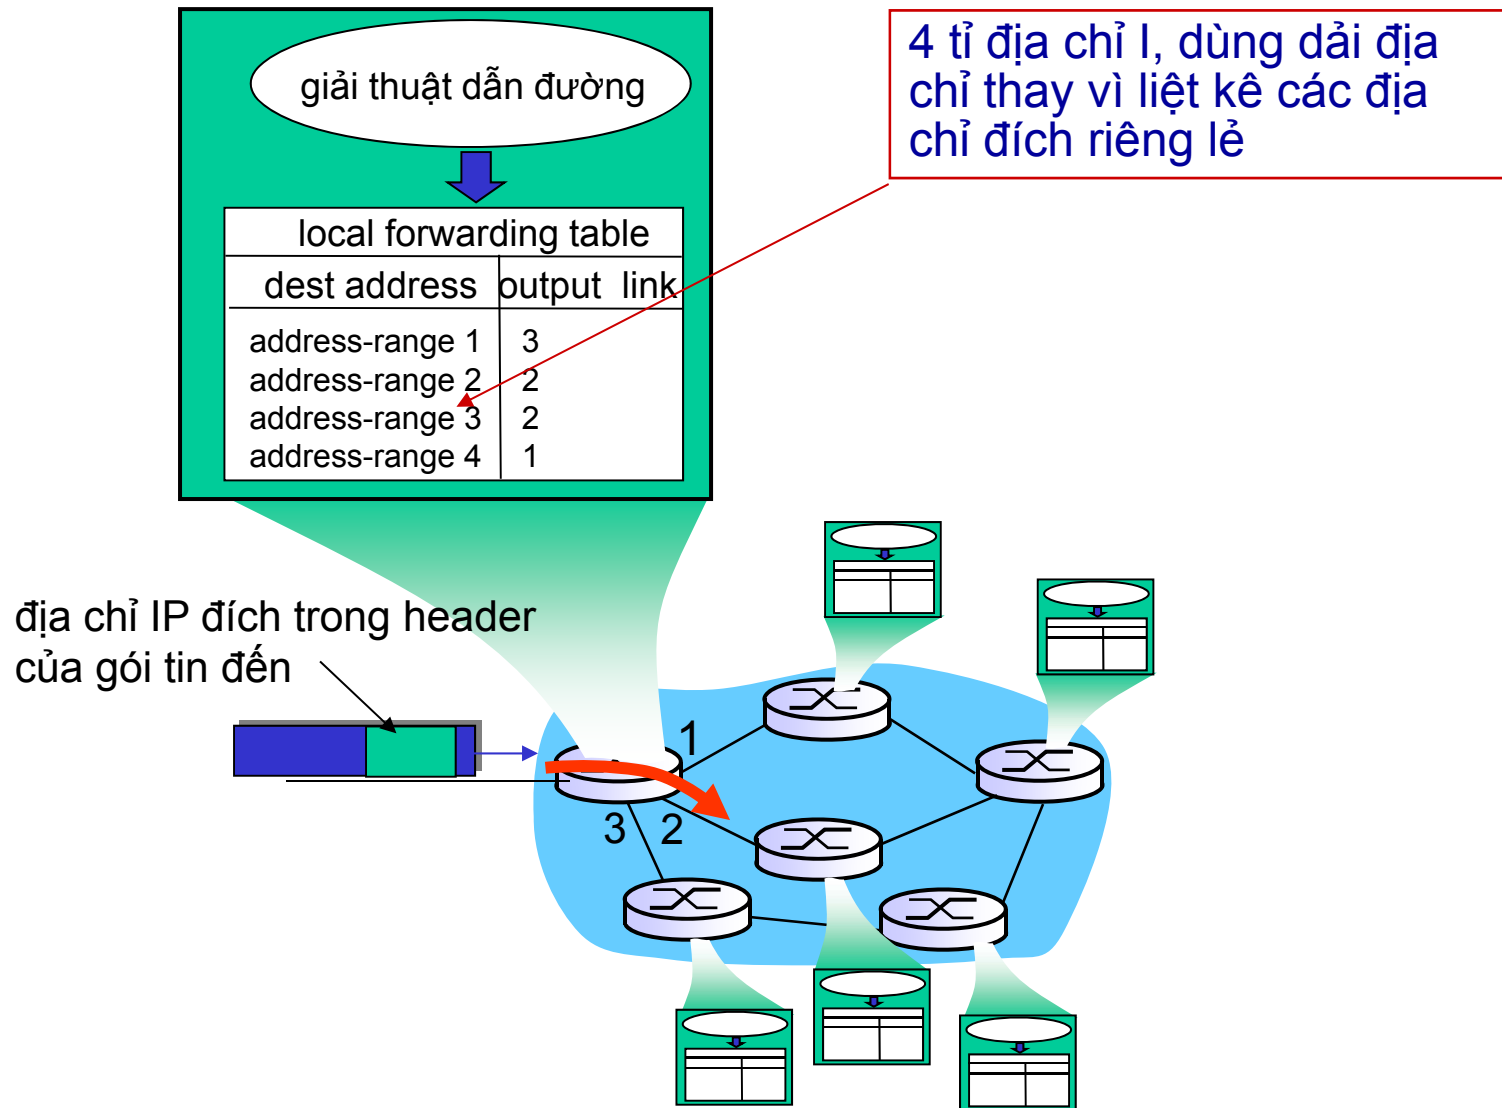 giải thuật dẫn đường
4 tỉ địa chỉ I, dùng dải địa
chỉ thay vì liệt kê các địa
chỉ đích riêng lẻ
local forwarding table
dest address output link
address-range 1 3
address-range 2 2
address-range 3 2
address-range 4 1
địa chỉ IP đích trong header
của gói tin đến
1
3 2